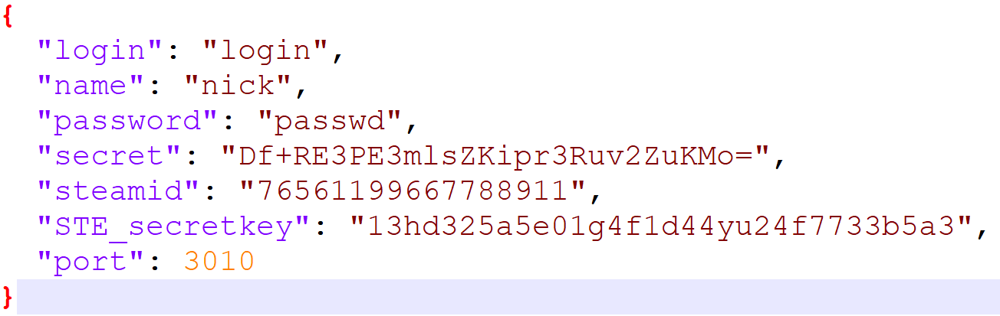 {
"login": "login",
"name": "nick",
"password": "passwd",
"secret": "Df+RE3PE3mlsZKipr3Ruv2ZuKMo=",
"steamid": "76561199667788911",
"STE_secretkey": "13hd325a5e01g4f1d44yu24f7733b5a3",
"port": 3010
}